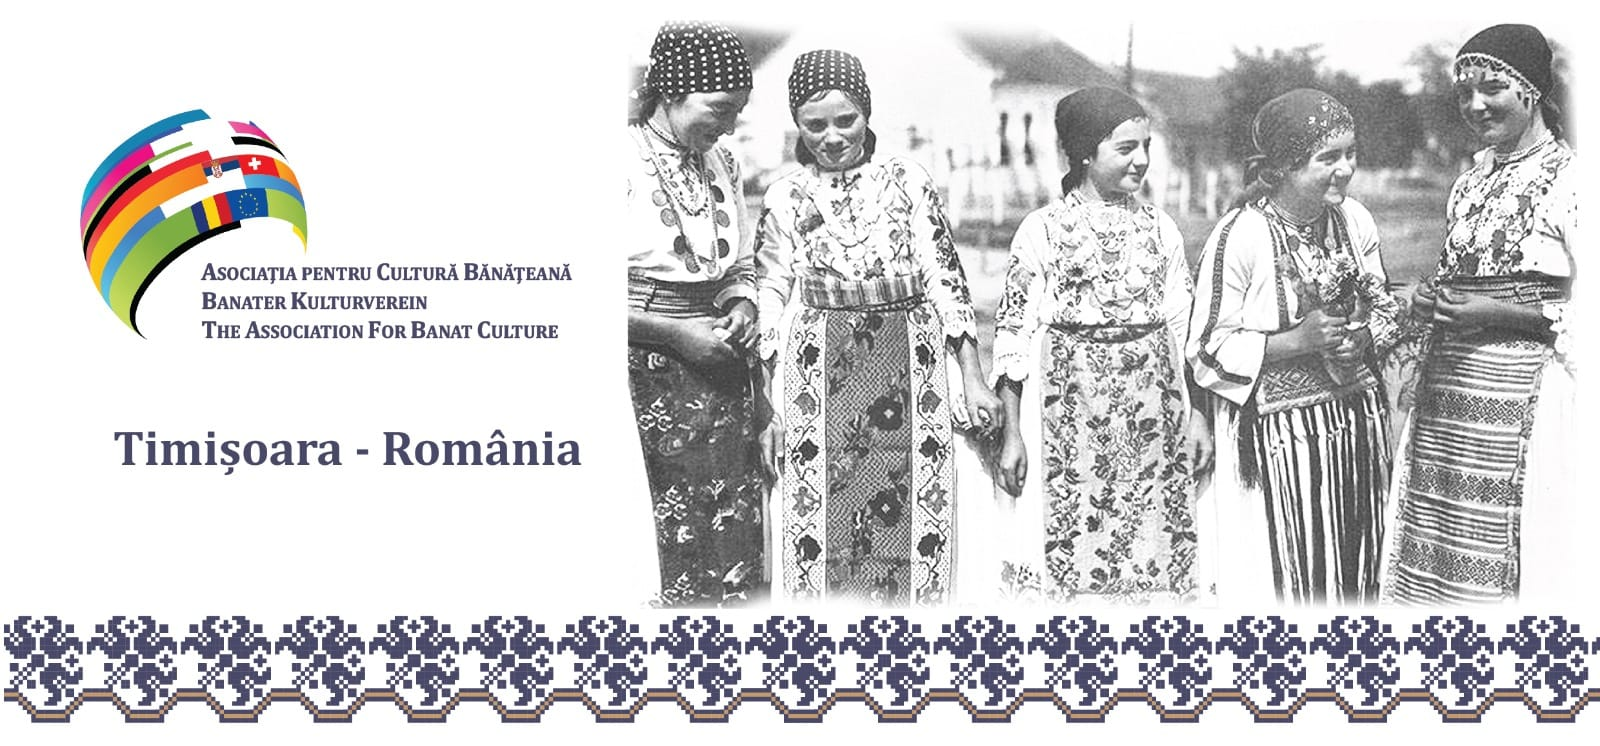 Asociația pentru Cultură Bănățeană
Banater Kulturverein
The Association For Banat Culture
Timișoara - România